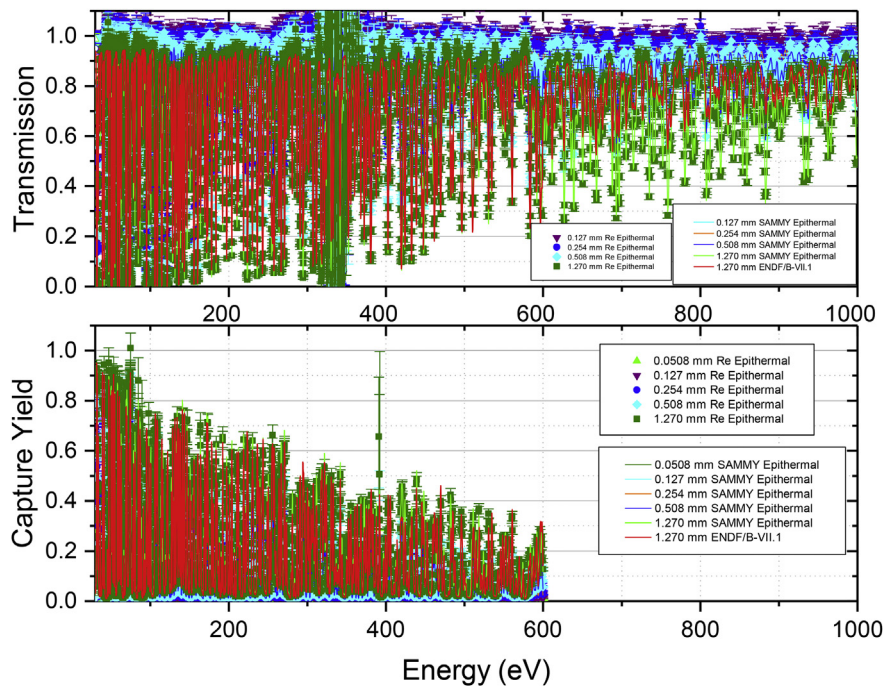 Transmission
1.0
0.8
0.6
0.4
0.2
0.0
0.127 mm Re Epithermal
0.254 mm Re Epithermal
0.508 mm Re Epithermal
1.270 mm Re Epithermal
0.127 mm SAMMY Epithermal
0.254 mm SAMMY Epithermal
0.508 mm SAMMY Epithermal
1.270 mm SAMMY Epithermal
1.270 mm ENDF/B-VII.1
200 400 600 800 1000
Capture Yield
1.0
0.8
0.6
0.4
0.2
0.0
0.0508 mm Re Epithermal
0.127 mm Re Epithermal
0.254 mm Re Epithermal
0.508 mm Re Epithermal
1.270 mm Re Epithermal
0.0508 mm SAMMY Epithermal
0.127 mm SAMMY Epithermal
0.254 mm SAMMY Epithermal
0.508 mm SAMMY Epithermal
1.270 mm SAMMY Epithermal
1.270 mm ENDF/B-VII.1
200 400 600 800 1000
Energy (eV)